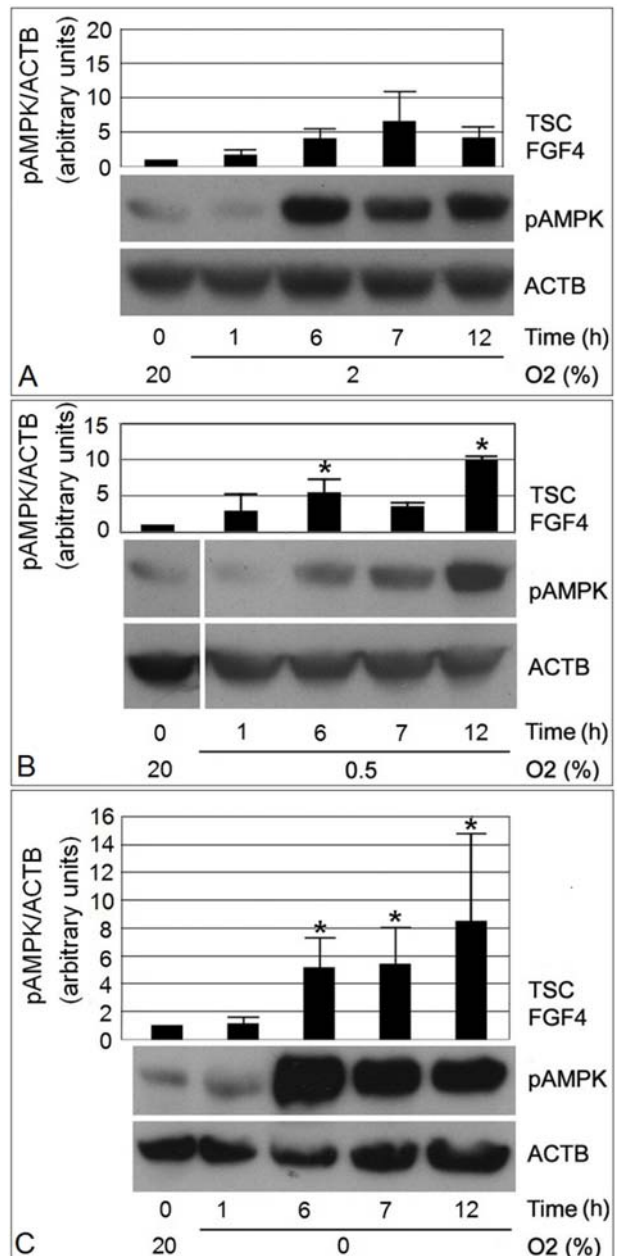 pAMPK/ACTB
(arbitrary units)
20
15
10
5
0
TSC
FGF4
pAMPK
ACTB
0 1 6 7 12 Time (h)
20 2 O2 (%)
A
pAMPK/ACTB
(arbitrary units)
15
10
5
0
* *
TSC
FGF4
pAMPK
ACTB
0 1 6 7 12 Time (h)
20 0.5 O2 (%)
B
pAMPK/ACTB
(arbitrary units)
16
14
12
10
8
6
4
2
0
* * *
TSC
FGF4
pAMPK
ACTB
0 1 6 7 12 Time (h)
20 0 O2 (%)
C